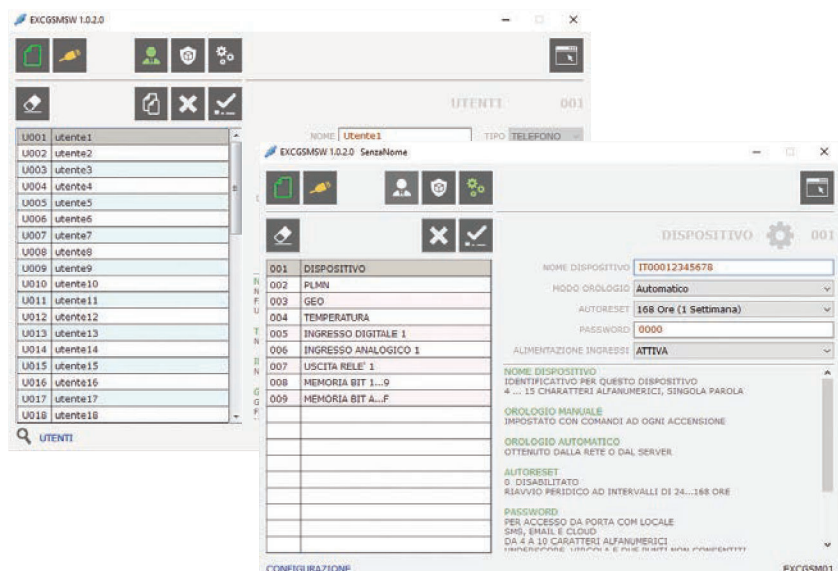 EXCGSMSW 1.0.2.0
UTENTI 001
NOME Utente1 TIPO TELEFONO
U001 utente1
U002 utente2
U003 utente3
U004 utente4
U005 utente5
U006 utente6
U007 utente7
U008 utente8
U009 utente9
U010 utente10
U011 utente11
U012 utente12
U013 utente13
U014 utente14
U015 utente15
U016 utente16
U017 utente17
U018 utente18
UTENTI
EXCGSMSW 1.0.2.0 SenzaNome
DISPOSITIVO 001
001 DISPOSITIVO
002 PLMN
003 GEO
004 TEMPERATURA
005 INGRESSO DIGITALE 1
006 INGRESSO ANALOGICO 1
007 USCITA RELE' 1
008 MEMORIA BIT 1...9
009 MEMORIA BIT A...F
NOME DISPOSITIVO IT00012345678
MODO OROLOGIO Automatico
AUTORESET 168 Ore (1 Settimana)
PASSWORD 0000
ALIMENTAZIONE INGRESSI ATTIVA
NOME DISPOSITIVO
IDENTIFICATIVO PER QUESTO DISPOSITIVO
4 ... 15 CHARATTERI ALFANUMERICI, SINGOLA PAROLA
OROLOGIO MANUALE
IMPOSTATO CON COMANDI AD OGNI ACCENSIONE
OROLOGIO AUTOMATICO
OTTENUTO DALLA RETE O DAL SERVER
AUTORESET
0 DISABILITATO
RIAVVIO PERIDICO AD INTERVALLI DI 24...168 ORE
PASSWORD
PER ACCESSO DA PORTA COM LOCALE
SMS, EMAIL E CLOUD
DA 4 A 10 CARATTERI ALFANUMERICI
UNDERSCORE, VIRGOLA E DUE PUNTI NON CONSENTITI
CONFIGURAZIONE
EXCGSM01